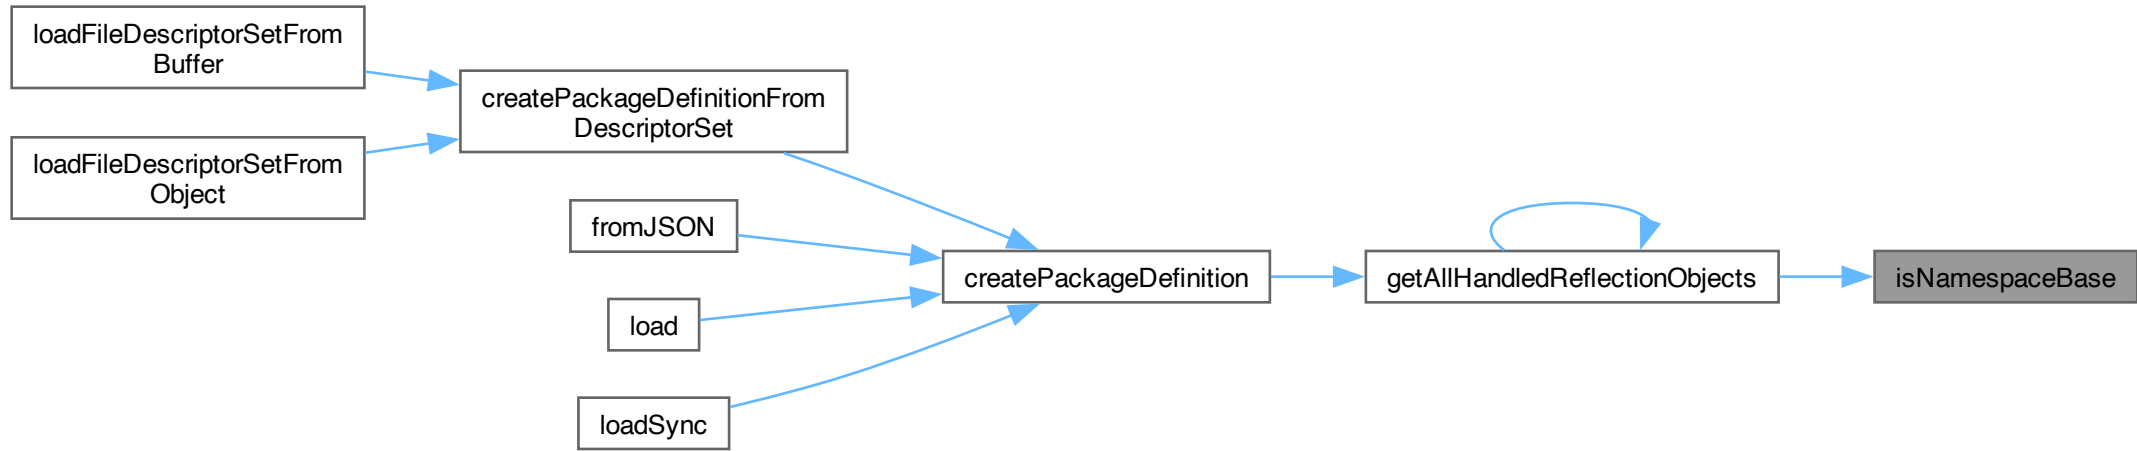 loadFileDescriptorSetFrom
Buffer
loadFileDescriptorSetFrom
Object
createPackageDefinitionFrom
DescriptorSet
fromJSON
load
loadSync
createPackageDefinition
getAllHandledReflectionObjects
isNamespaceBase